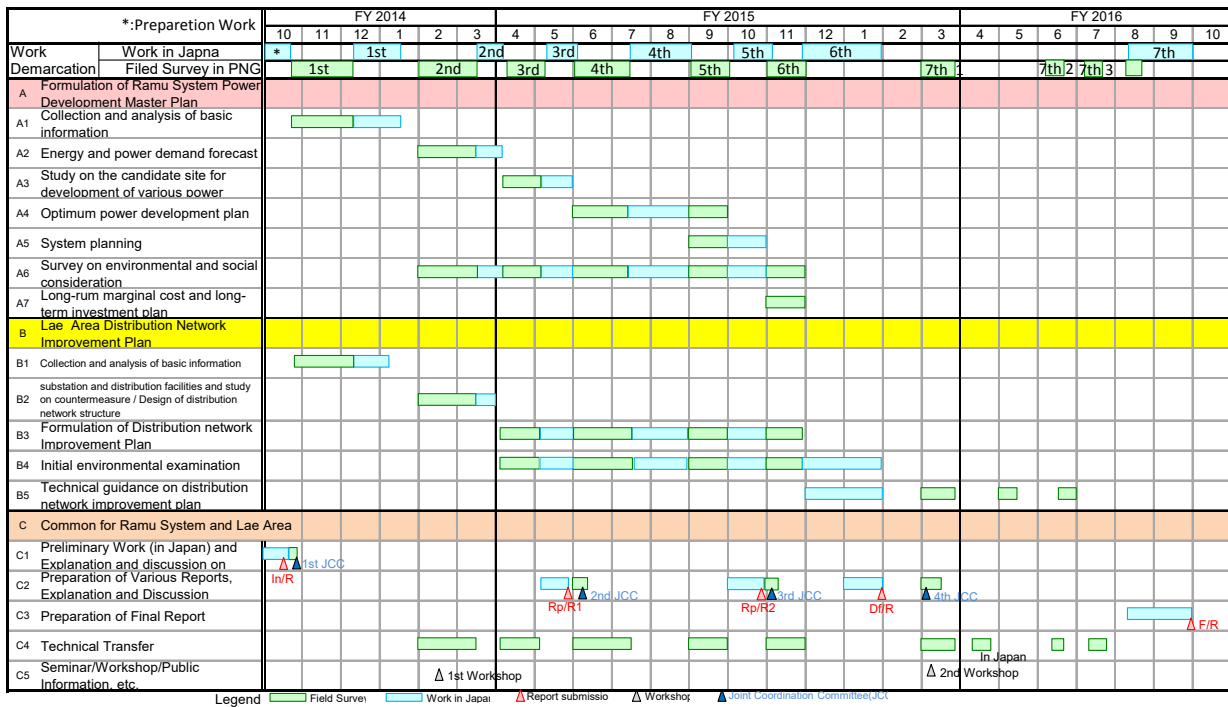 *:Preparetion Work
FY 2014
FY 2015
FY 2016
10 11 12 1 2 3 4 5 6 7 8 9 10 11 12 1 2 3 4 5 6 7 8 9 10
Work Work in Japna * 1st 2nd 3rd 4th 5th 6th 7th
Demarcation Filed Survey in PNG 1st 2nd 3rd 4th 5th 6th 7th 1 7th 2 7th 3
A Formulation of Ramu System Power
Development Master Plan
A1 Collection and analysis of basic
information
A2 Energy and power demand forecast
A3 Study on the candidate site for
development of various power
A4 Optimum power development plan
A5 System planning
A6 Survey on environmental and social
consideration
A7 Long-rum marginal cost and long-
term investment plan
B Lae Area Distribution Network
Improvement Plan
B1 Collection and analysis of basic information
substation and distribution facilities and study
B2 on countermeasure / Design of distribution
network structure
B3 Formulation of Distribution network
Improvement Plan
B4 Initial environmental examination
B5 Technical guidance on distribution
network improvement plan
C Common for Ramu System and Lae Area
C1 Preliminary Work (in Japan) and
Explanation and discussion on
1st JCC
In/R
C2 Preparation of Various Reports,
Explanation and Discussion
2nd JCC 3rd JCC 4th JCC
Rp/R1 Rp/R2 Df/R
C3 Preparation of Final Report
F/R
C4 Technical Transfer
In Japan
C5 Seminar/Workshop/Public
Information, etc.
1st Workshop 2nd Workshop
Legend Field Survey Work in Japa Report submissio Workshop Joint Coordination Committee(JCC